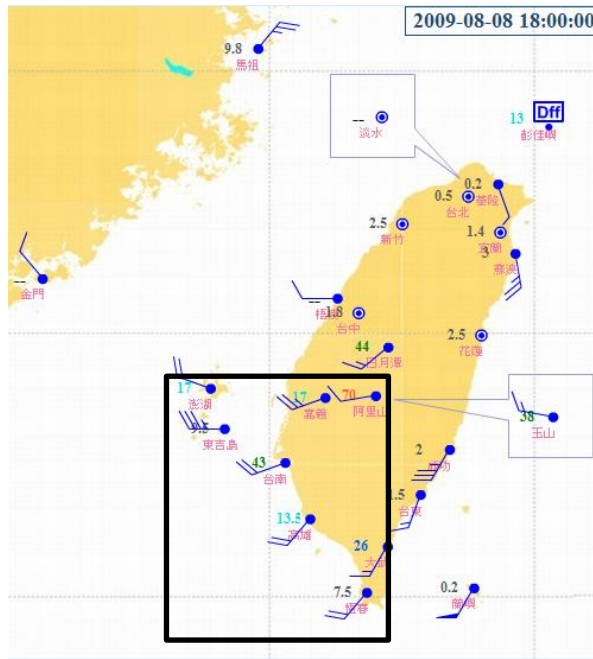 2009-08-08 18:00:00
9.8
馬祖
--
淡水
13
Dff
彭佳嶼
0.2
基隆
0.5
台北
2.5
新竹
1.4
宜蘭
3
蘇澳
--
金門
--
梧棲
1.8
台中
2.5
花蓮
44
日月潭
17
澎湖
17
嘉義
70
阿里山
38
玉山
9.5
東吉島
2
成功
43
台南
1.5
台東
13.5
高雄
26
大武
7.5
恆春
0.2
蘭嶼